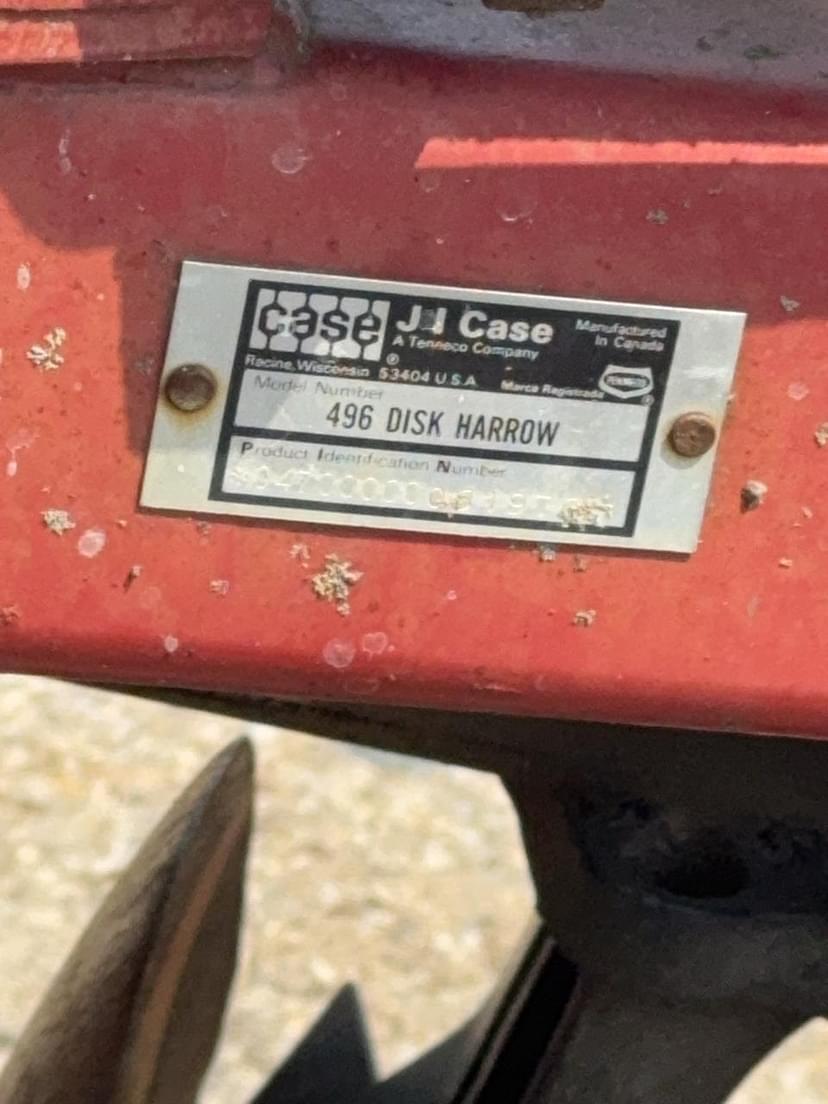 case
J I Case
A Tenneco Company
Manufactured
In Canada
®
Racine, Wisconsin 53404 U.S.A.
Marca Registrada
®
Model Number
496 DISK HARROW
Product Identification Number